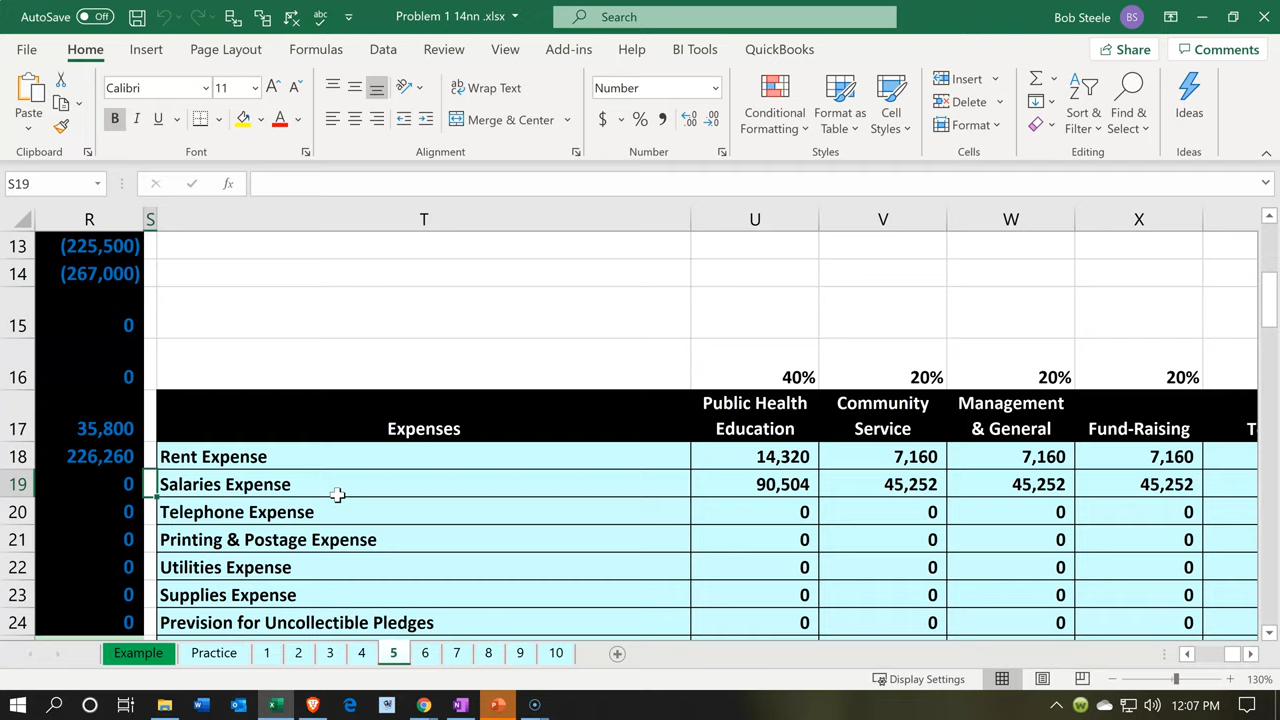 AutoSave Off Problem 1 14nn .xlsx Search Bob Steele BS
File Home Insert Page Layout Formulas Data Review View Add-ins Help BI Tools QuickBooks Share Comments
Calibri 11 Wrap Text Number Insert
Paste B I U Merge & Center $ % Conditional Formatting Format as Table Cell Styles Delete Format Sort & Filter Find & Select Ideas
Clipboard Font Alignment Number Styles Cells Editing Ideas
S19 fx
R S T U V W X
13 (225,500)
14 (267,000)
15 0
16 0 40% 20% 20% 20%
Public Health Community Management
17 35,800 Expenses Education Service & General Fund-Raising T
18 226,260 Rent Expense 14,320 7,160 7,160 7,160
19 0 Salaries Expense 90,504 45,252 45,252 45,252
20 0 Telephone Expense 0 0 0 0
21 0 Printing & Postage Expense 0 0 0 0
22 0 Utilities Expense 0 0 0 0
23 0 Supplies Expense 0 0 0 0
24 0 Prevision for Uncollectible Pledges 0 0 0 0
Example Practice 1 2 3 4 5 6 7 8 9 10
Display Settings 130%
12:07 PM